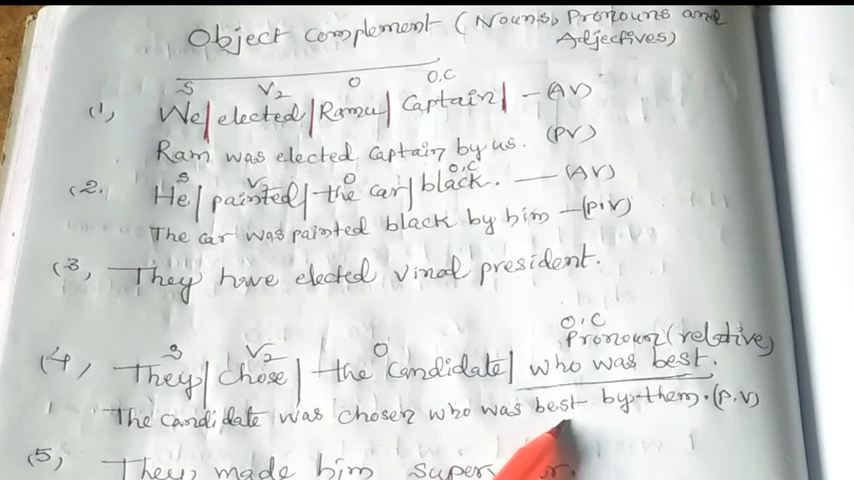 Object Complement (Nouns, Pronouns and
Adjectives)
S V2 O O.C
(1) We | elected | Ramu | Captain | - (AV)
Ram was elected Captain by us. (PV)
S V O O.C
(2. He | painted | the car | black. — (AV)
The car was painted black by him - (P.V)
(3, They have elected vinod president.
O.C
S V2 O Pronoun (relative)
(4, They | chose | the candidate | who was best.
The candidate was chosen who was best by them. (P.V)
(5) They made him